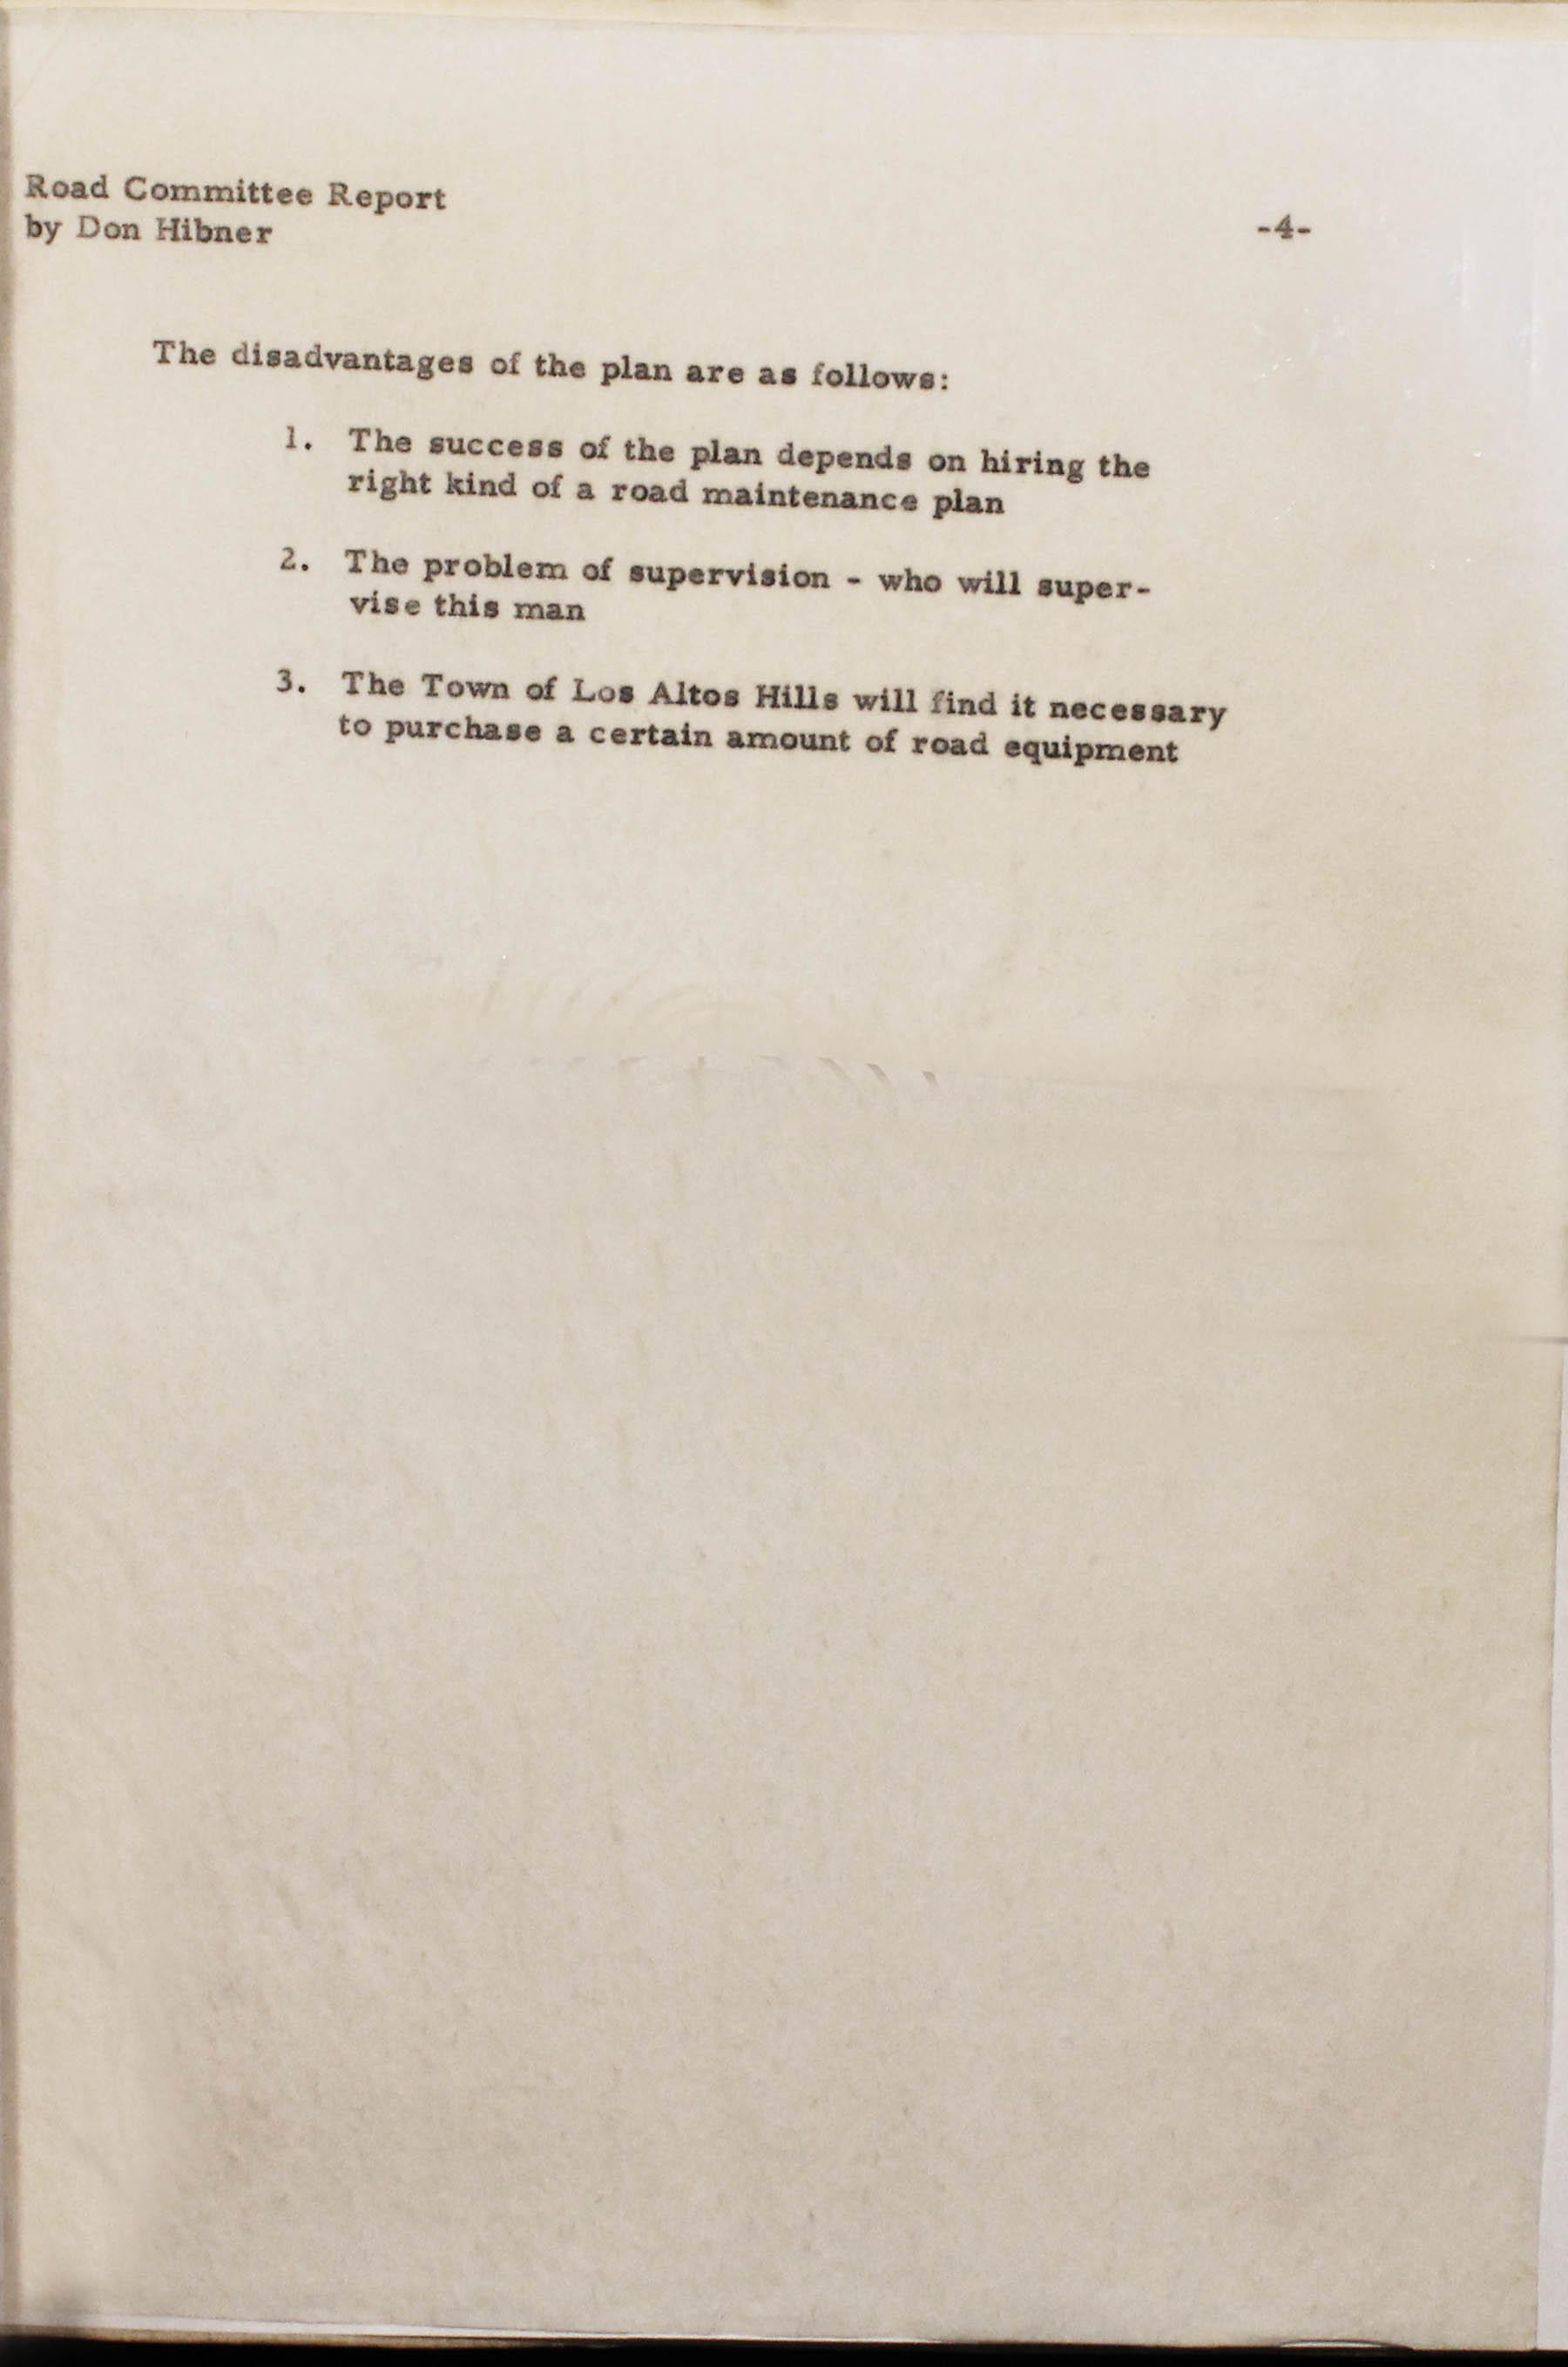 Road Committee Report
by Don Hibner
-4-
The disadvantages of the plan are as follows:
1. The success of the plan depends on hiring the
right kind of a road maintenance plan
2. The problem of supervision - who will super-
vise this man
3. The Town of Los Altos Hills will find it necessary
to purchase a certain amount of road equipment